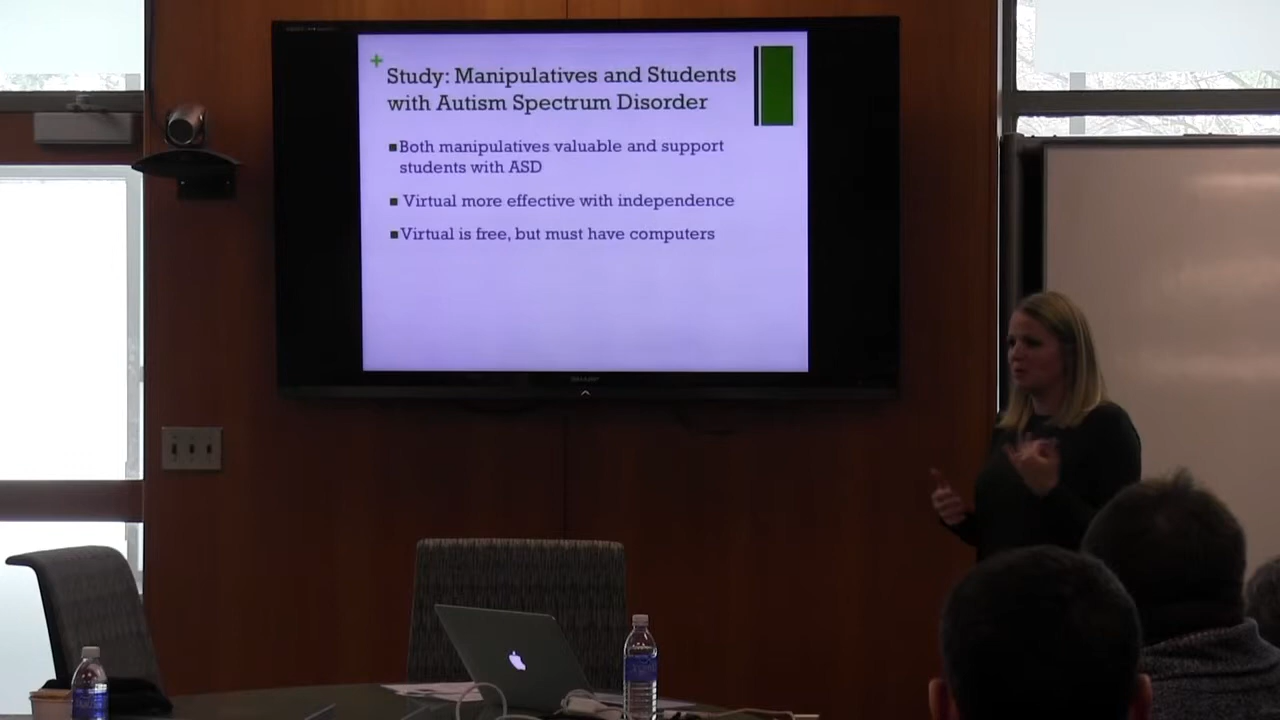 +
Study: Manipulatives and Students
with Autism Spectrum Disorder
■ Both manipulatives valuable and support
students with ASD
■ Virtual more effective with independence
■ Virtual is free, but must have computers
SHARP